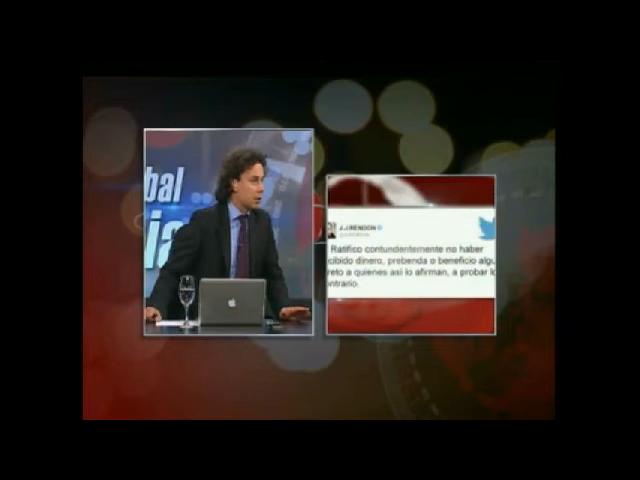 bal
ia
J.J.RENDON
Ratifico contundentemente no haber
cibido dinero, prebenda o beneficio algu
reto a quienes así lo afirman, a probar lo
ontrario.